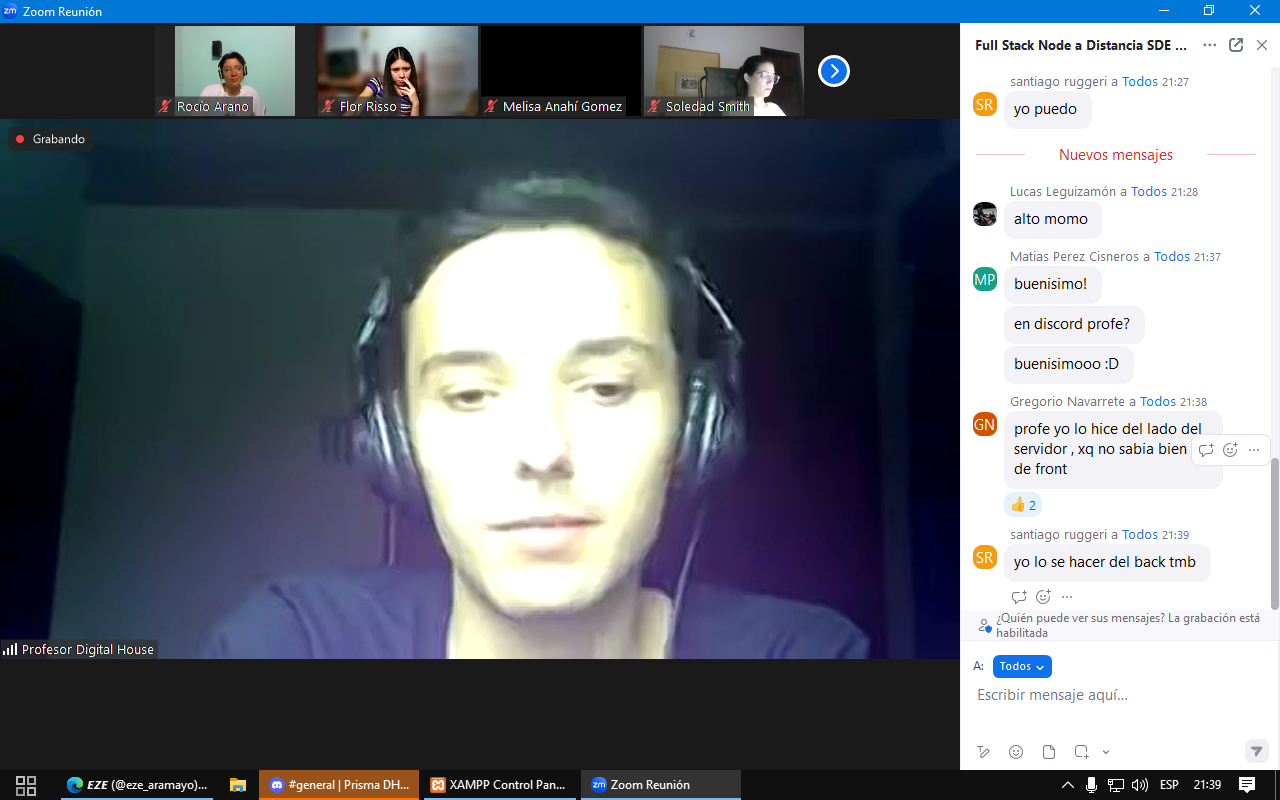 zm Zoom Reunión
Rocío Arano
Flor Risso
Melisa Anahí Gomez
Soledad Smith
Grabando
Profesor Digital House
Full Stack Node a Distancia SDE ...
santiago ruggeri a Todos 21:27
SR
yo puedo
Nuevos mensajes
Lucas Leguizamón a Todos 21:28
alto momo
Matias Perez Cisneros a Todos 21:37
MP
buenisimo!
en discord profe?
buenisimooo :D
Gregorio Navarrete a Todos 21:38
GN
profe yo lo hice del lado del
servidor , xq no sabia bien
de front
👍 2
santiago ruggeri a Todos 21:39
SR
yo lo se hacer del back tmb
¿Quién puede ver sus mensajes? La grabación está
habilitada
A: Todos
Escribir mensaje aquí...
EZE (@eze_aramayo)...
#general | Prisma DH...
XAMPP Control Pan...
zm Zoom Reunión
ESP
21:39